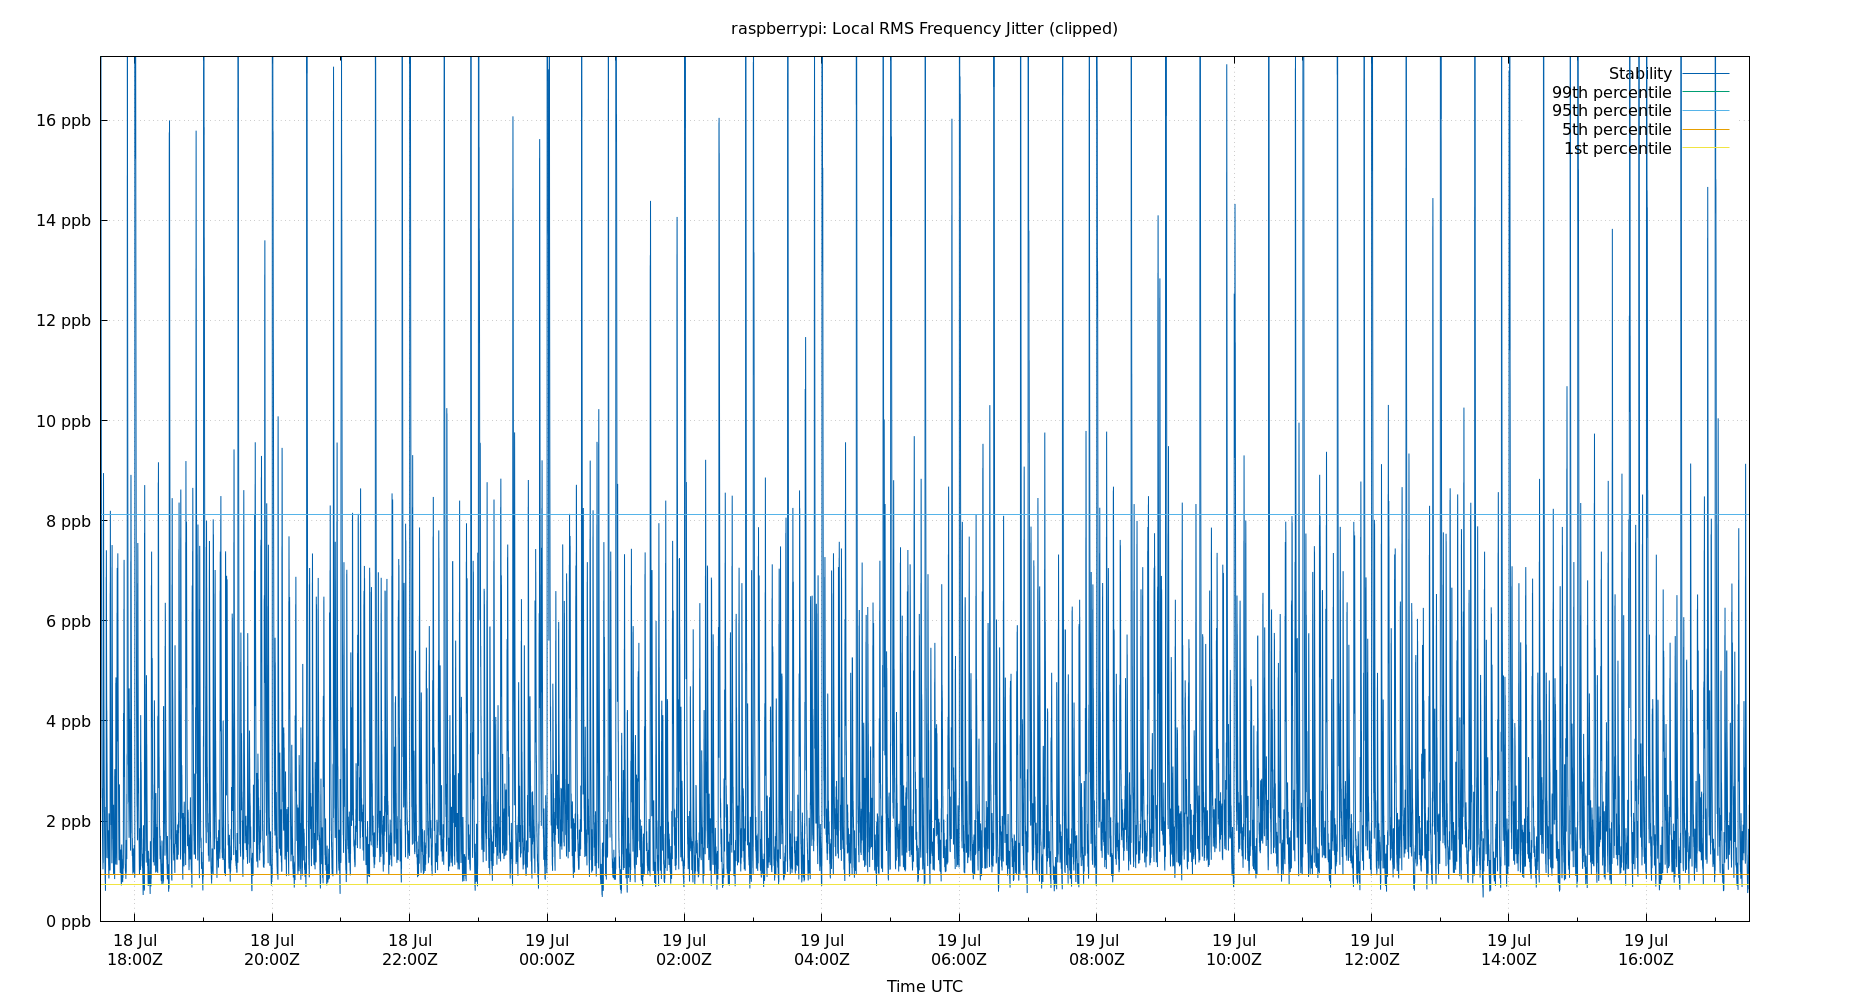 raspberrypi: Local RMS Frequency Jitter (clipped)
Stability
99th percentile
95th percentile
5th percentile
1st percentile
16 ppb
14 ppb
12 ppb
10 ppb
8 ppb
6 ppb
4 ppb
2 ppb
0 ppb
18 Jul 18 Jul 18 Jul 19 Jul 19 Jul 19 Jul 19 Jul 19 Jul 19 Jul 19 Jul 19 Jul 19 Jul
18:00Z 20:00Z 22:00Z 00:00Z 02:00Z 04:00Z 06:00Z 08:00Z 10:00Z 12:00Z 14:00Z 16:00Z
Time UTC